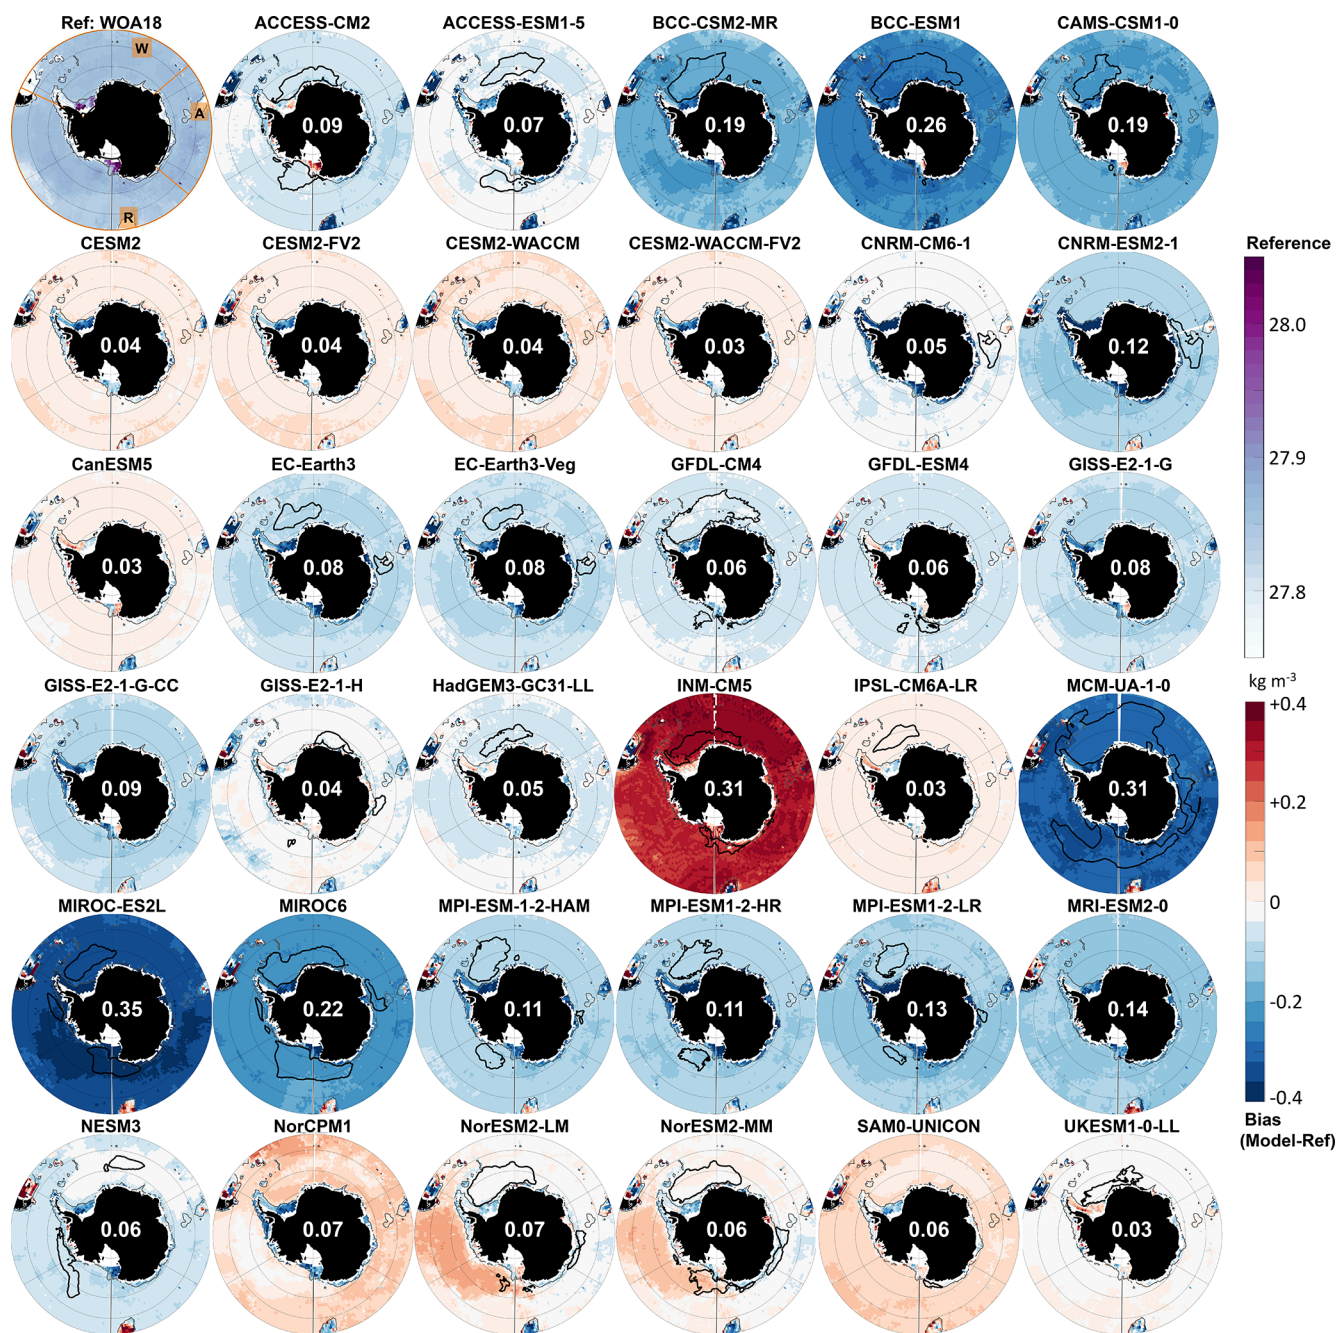 Ref: WOA18
ACCESS-CM2
ACCESS-ESM1-5
BCC-CSM2-MR
BCC-ESM1
CAMS-CSM1-0
W
A
R
0.09
0.07
0.19
0.26
0.19
CESM2
CESM2-FV2
CESM2-WACCM
CESM2-WACCM-FV2
CNRM-CM6-1
CNRM-ESM2-1
0.04
0.04
0.04
0.03
0.05
0.12
Reference
28.0
27.9
27.8
CanESM5
EC-Earth3
EC-Earth3-Veg
GFDL-CM4
GFDL-ESM4
GISS-E2-1-G
0.03
0.08
0.08
0.06
0.06
0.08
GISS-E2-1-G-CC
GISS-E2-1-H
HadGEM3-GC31-LL
INM-CM5
IPSL-CM6A-LR
MCM-UA-1-0
0.09
0.04
0.05
0.31
0.03
0.31
kg m⁻³
+0.4
+0.2
0
-0.2
-0.4
Bias
(Model-Ref)
MIROC-ES2L
MIROC6
MPI-ESM-1-2-HAM
MPI-ESM1-2-HR
MPI-ESM1-2-LR
MRI-ESM2-0
0.35
0.22
0.11
0.11
0.13
0.14
NESM3
NorCPM1
NorESM2-LM
NorESM2-MM
SAM0-UNICON
UKESM1-0-LL
0.06
0.07
0.07
0.06
0.06
0.03